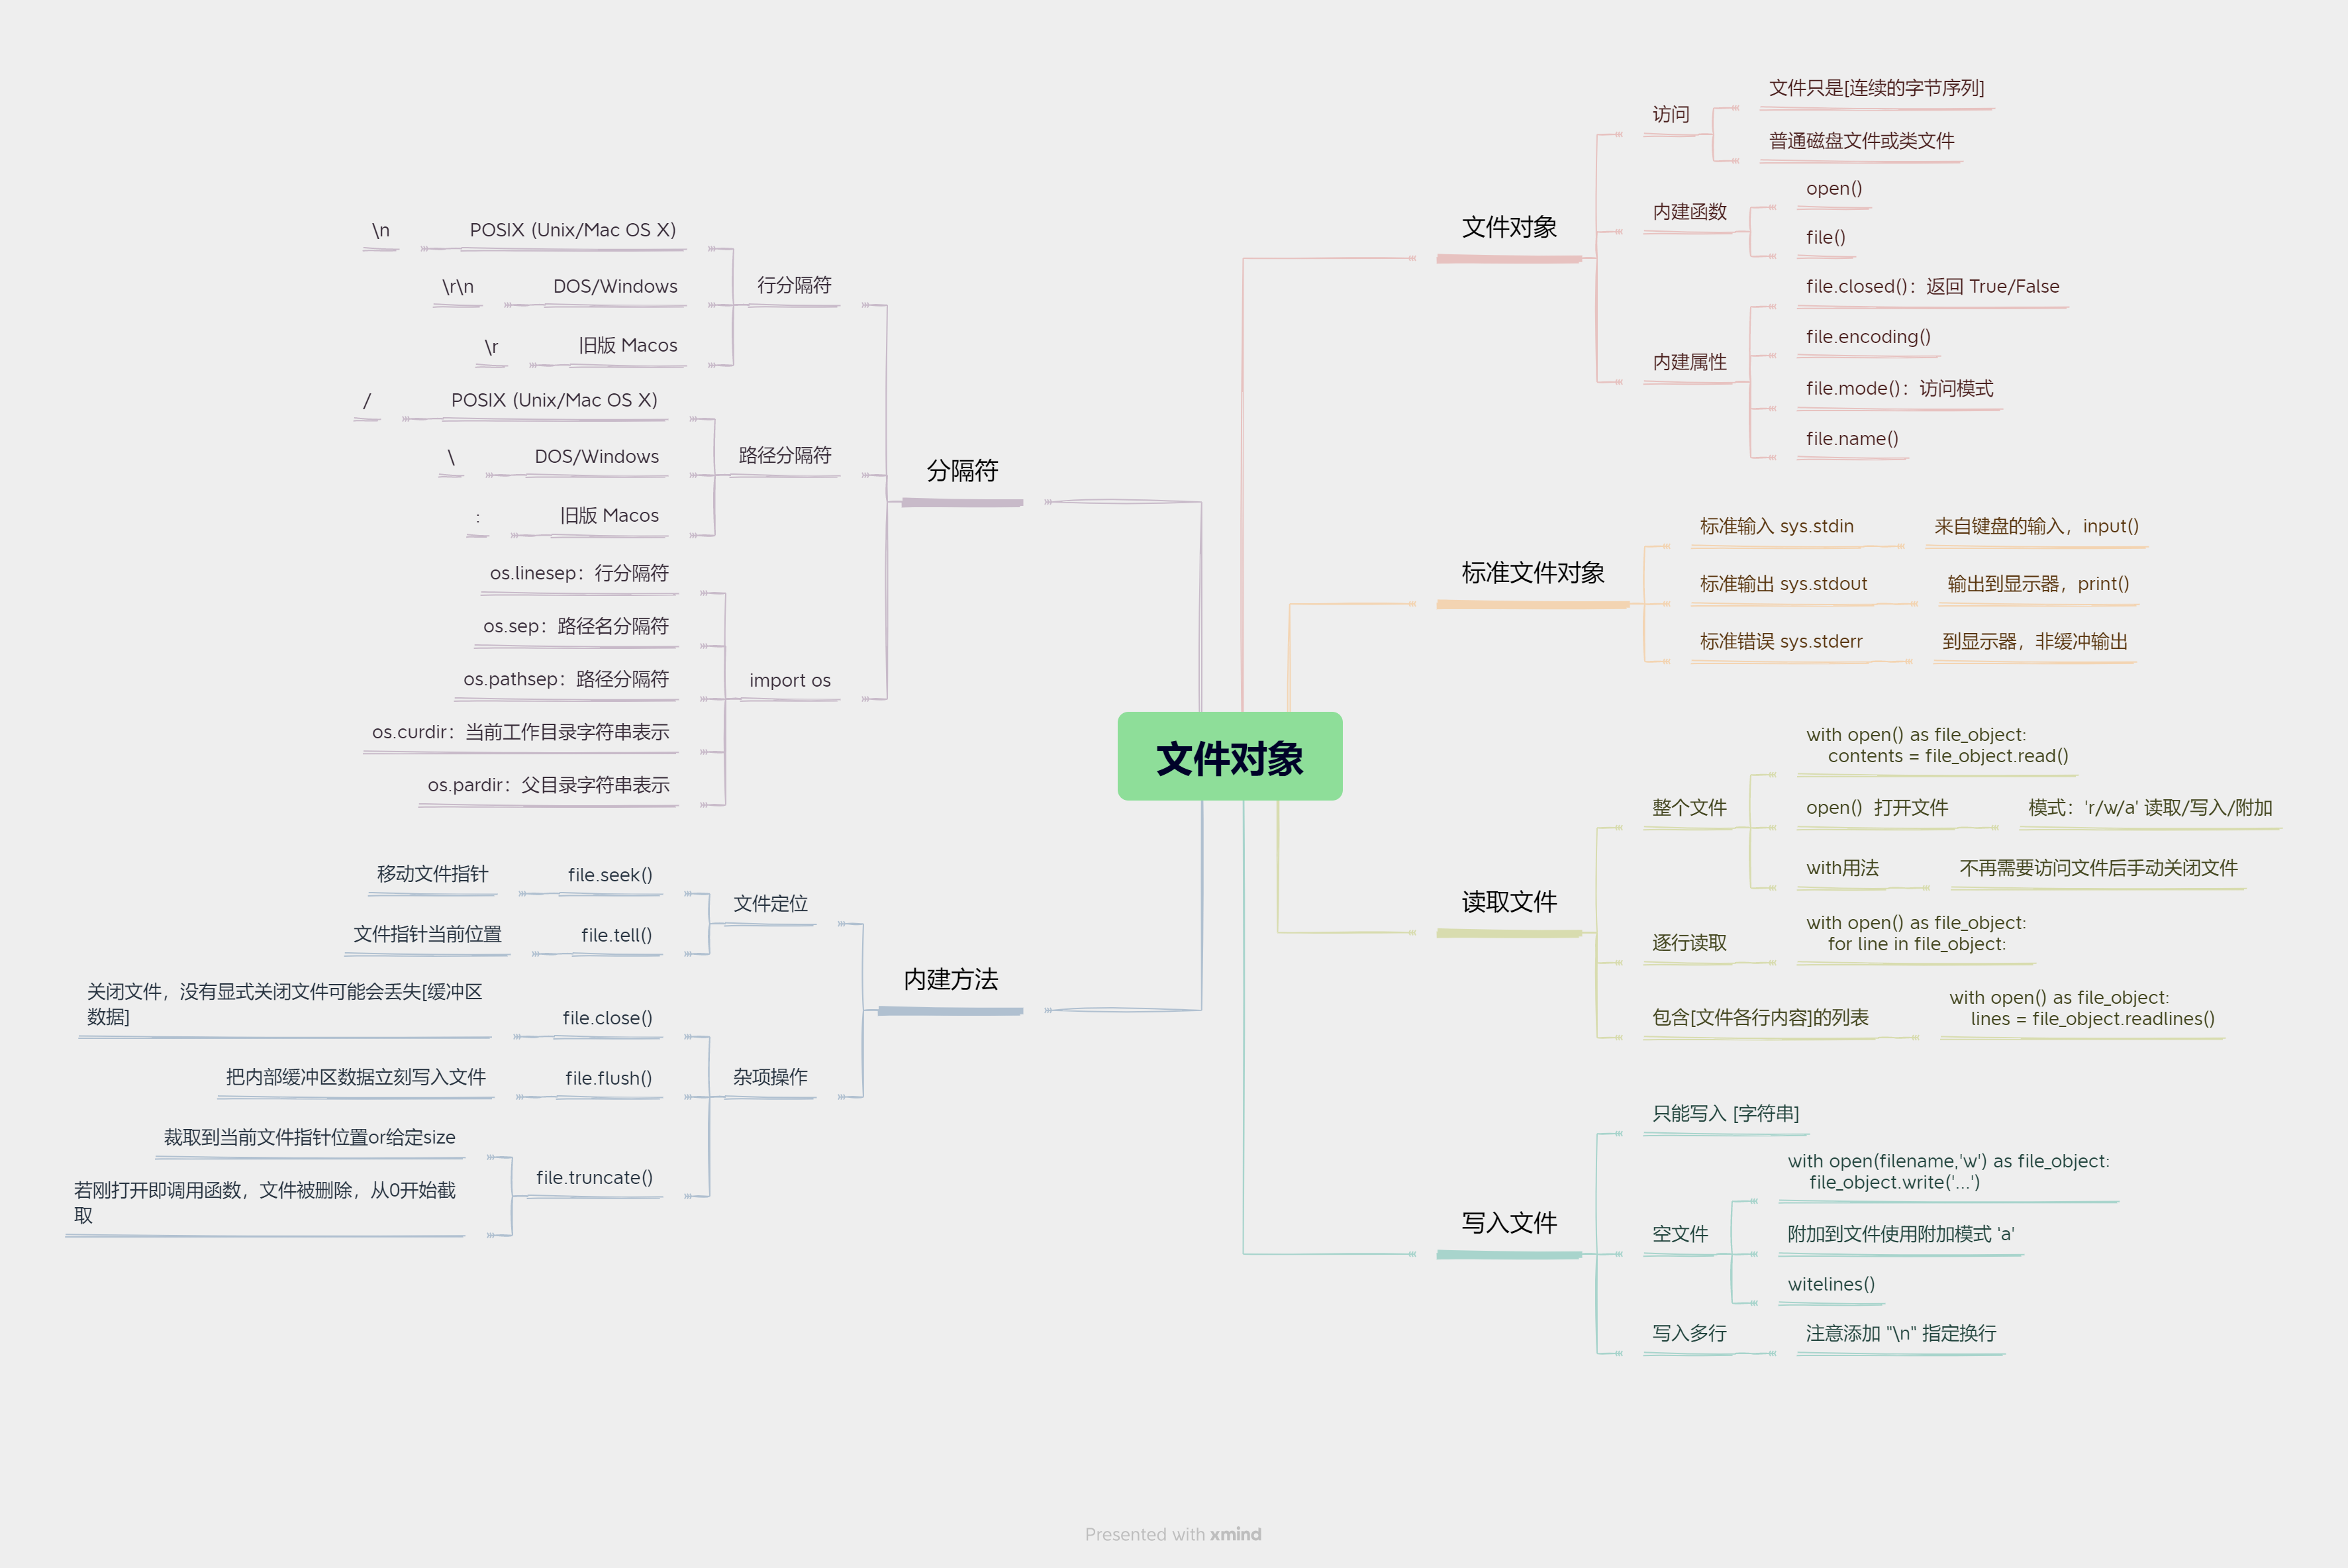 文件对象
文件对象
访问
文件只是[连续的字节序列]
普通磁盘文件或类文件
内建函数
open()
file()
内建属性
file.closed()：返回 True/False
file.encoding()
file.mode()：访问模式
file.name()
标准文件对象
标准输入 sys.stdin
来自键盘的输入，input()
标准输出 sys.stdout
输出到显示器，print()
标准错误 sys.stderr
到显示器，非缓冲输出
读取文件
整个文件
with open() as file_object:
contents = file_object.read()
open()  打开文件
模式：'r/w/a' 读取/写入/附加
with用法
不再需要访问文件后手动关闭文件
逐行读取
with open() as file_object:
for line in file_object:
包含[文件各行内容]的列表
with open() as file_object:
lines = file_object.readlines()
写入文件
只能写入 [字符串]
空文件
with open(filename,'w') as file_object:
file_object.write('...')
附加到文件使用附加模式 'a'
witelines()
写入多行
注意添加 "\n" 指定换行
分隔符
行分隔符
POSIX (Unix/Mac OS X)
\n
DOS/Windows
\r\n
旧版 Macos
\r
路径分隔符
POSIX (Unix/Mac OS X)
/
DOS/Windows
\
旧版 Macos
:
import os
os.linesep：行分隔符
os.sep：路径名分隔符
os.pathsep：路径分隔符
os.curdir：当前工作目录字符串表示
os.pardir：父目录字符串表示
内建方法
文件定位
file.seek()
移动文件指针
file.tell()
文件指针当前位置
杂项操作
file.close()
关闭文件，没有显式关闭文件可能会丢失[缓冲区
数据]
file.flush()
把内部缓冲区数据立刻写入文件
file.truncate()
裁取到当前文件指针位置or给定size
若刚打开即调用函数，文件被删除，从0开始截
取
Presented with xmind